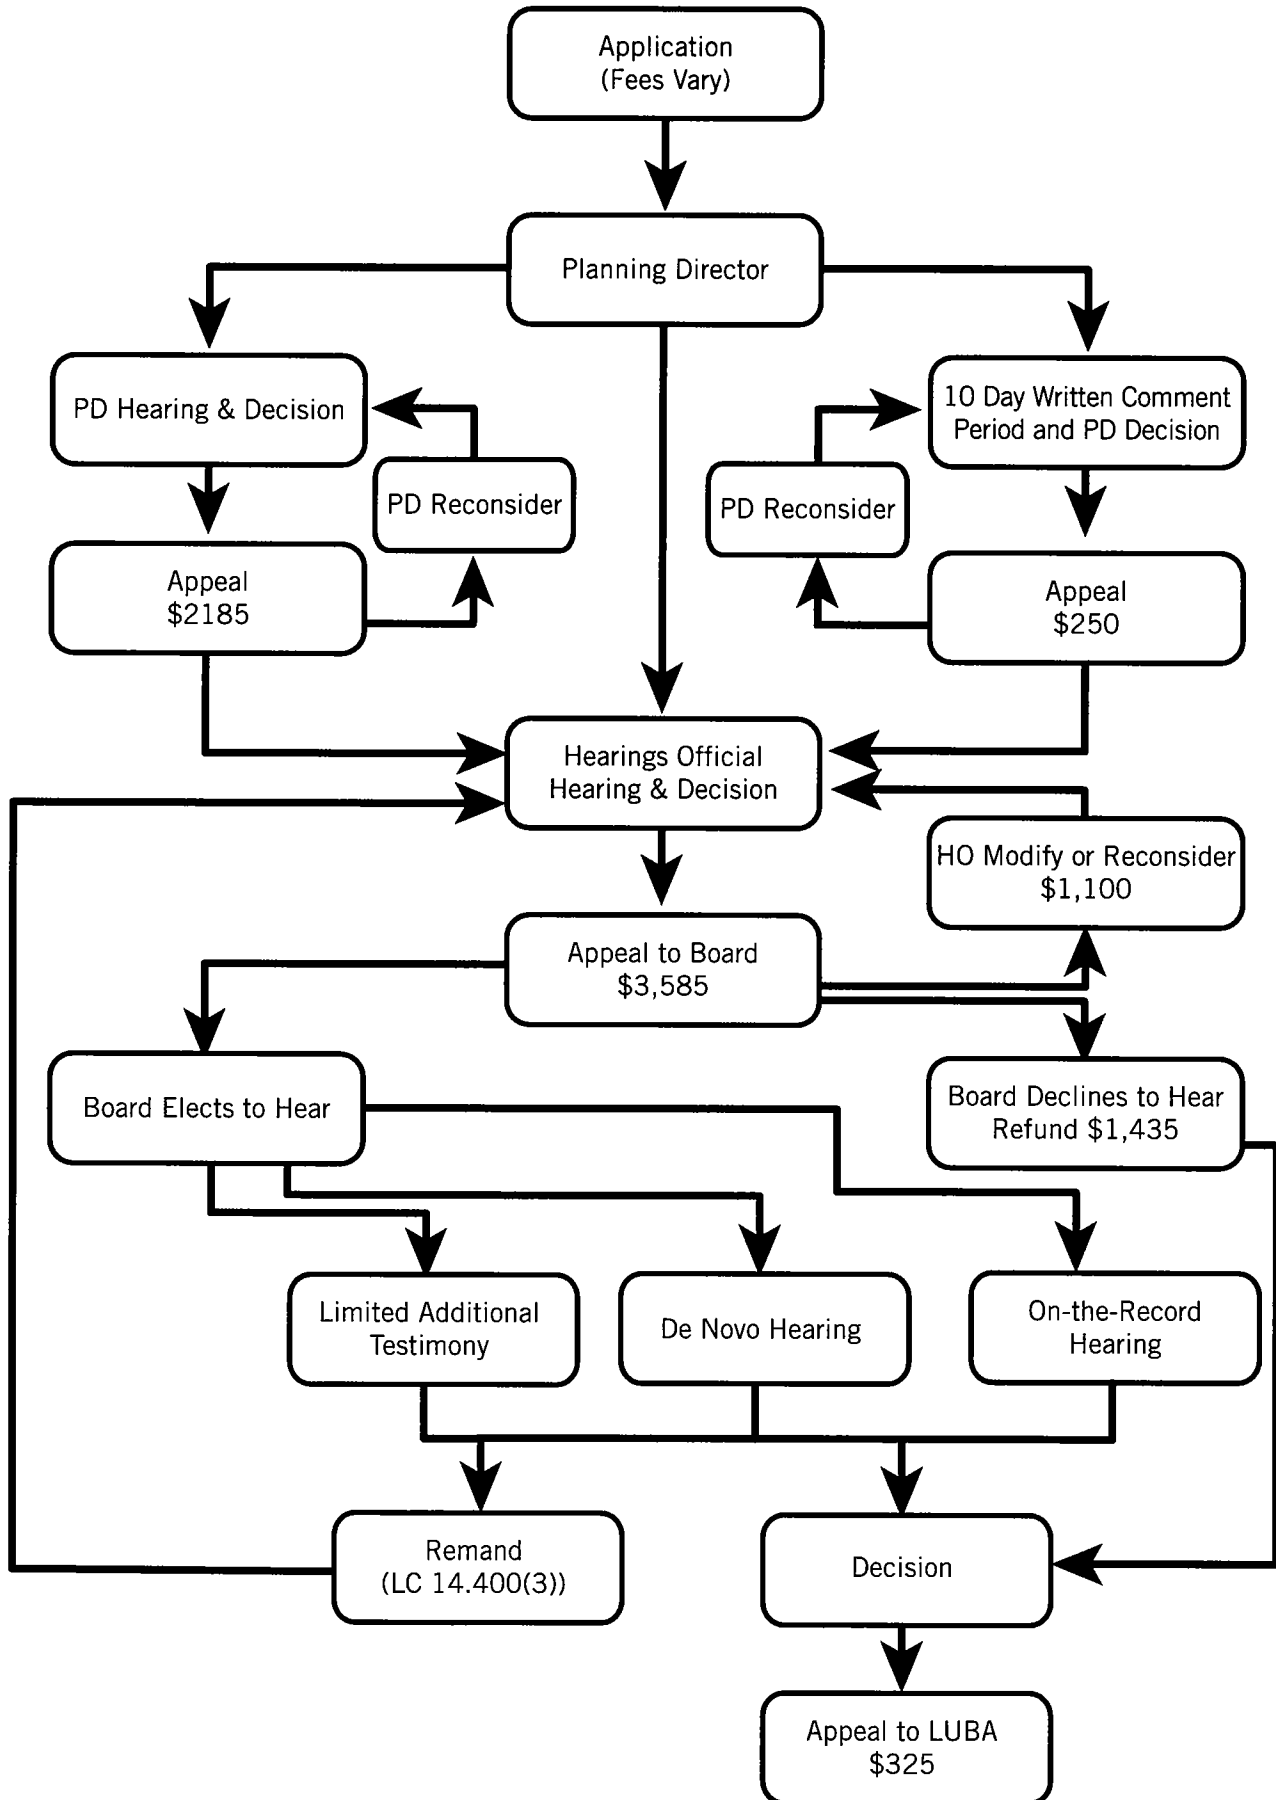 Application
(Fees Vary)
Planning Director
PD Hearing & Decision
10 Day Written Comment
Period and PD Decision
PD Reconsider
PD Reconsider
Appeal
$2185
Appeal
$250
Hearings Official
Hearing & Decision
HO Modify or Reconsider
$1,100
Appeal to Board
$3,585
Board Elects to Hear
Board Declines to Hear
Refund $1,435
Limited Additional
Testimony
De Novo Hearing
On-the-Record
Hearing
Remand
(LC 14.400(3))
Decision
Appeal to LUBA
$325